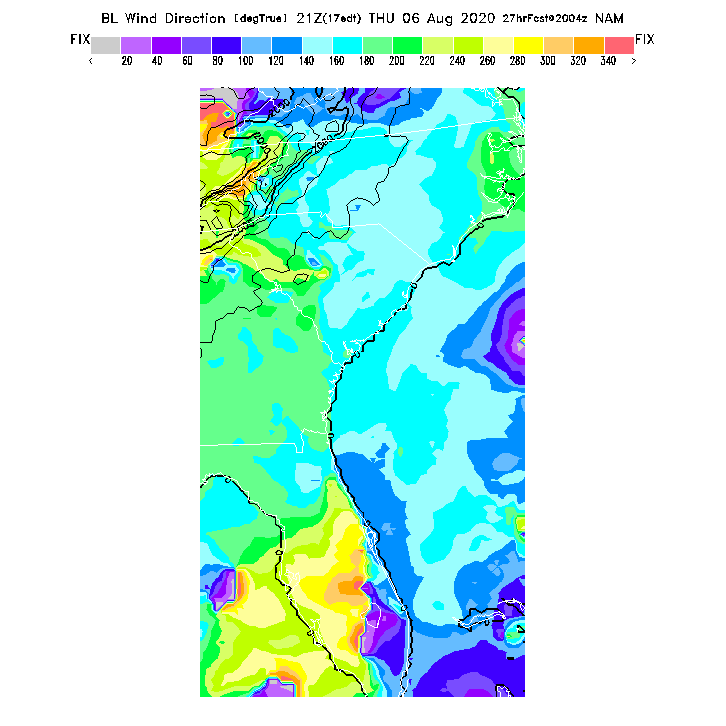 BL Wind Direction [degTrue] 21Z(17edt) THU 06 Aug 2020 27hrFcst@2004z NAM
FIX FIX
< 20 40 60 80 100 120 140 160 180 200 220 240 260 280 300 320 340 >